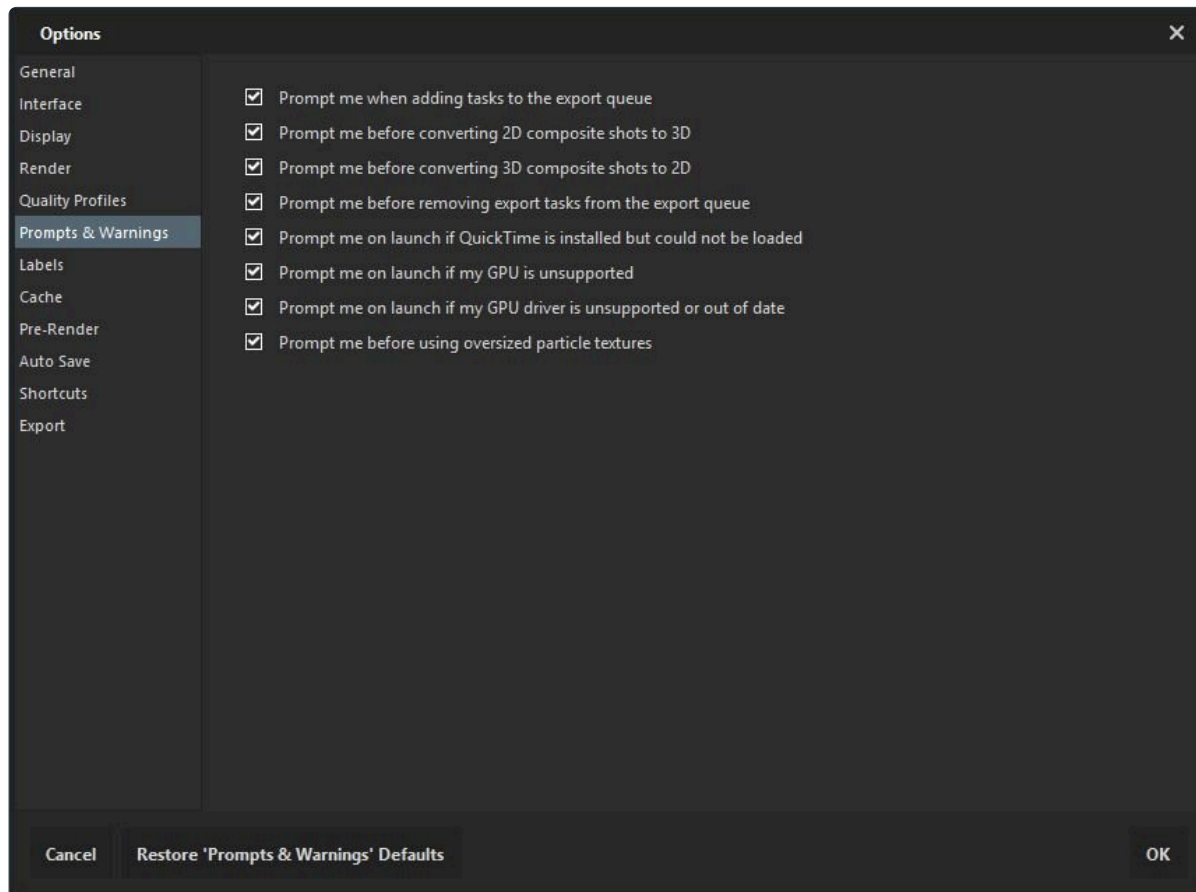 Options
General
Interface
Display
Render
Quality Profiles
Prompts & Warnings
Labels
Cache
Pre-Render
Auto Save
Shortcuts
Export
Prompt me when adding tasks to the export queue
Prompt me before converting 2D composite shots to 3D
Prompt me before converting 3D composite shots to 2D
Prompt me before removing export tasks from the export queue
Prompt me on launch if QuickTime is installed but could not be loaded
Prompt me on launch if my GPU is unsupported
Prompt me on launch if my GPU driver is unsupported or out of date
Prompt me before using oversized particle textures
Cancel
Restore 'Prompts & Warnings' Defaults
OK